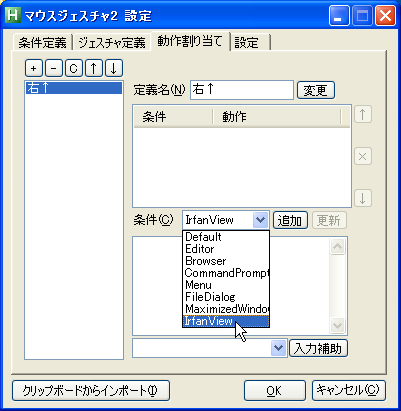 マウスジェスチャ2 設定
条件定義 ジェスチャ定義 動作割り当て 設定
+ - C ↑ ↓
右↑
定義名(N) 右↑ 変更
条件 動作
↑
×
↓
条件(C) IrfanView 追加 更新
Default
Editor
Browser
CommandPrompt
Menu
FileDialog
MaximizedWindo
IrfanView
入力補助
クリップボードからインポート(I) OK キャンセル(C)